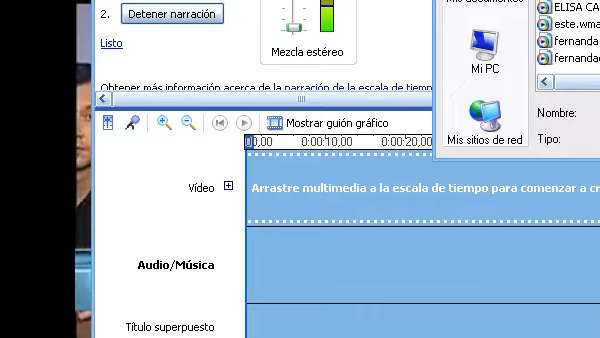 2. Detener narración
Listo
Mezcla estéreo
Obtener más información acerca de la narración de la escala de tiempo
Mis documentos
ELISA CA
este.wma
fernanda
fernanda
Mi PC
Mis sitios de red
Nombre:
Tipo:
Mostrar guión gráfico
00,00 0:00:10,00 0:00:20,00
Vídeo
Arrastre multimedia a la escala de tiempo para comenzar a cr
Audio/Música
Título superpuesto